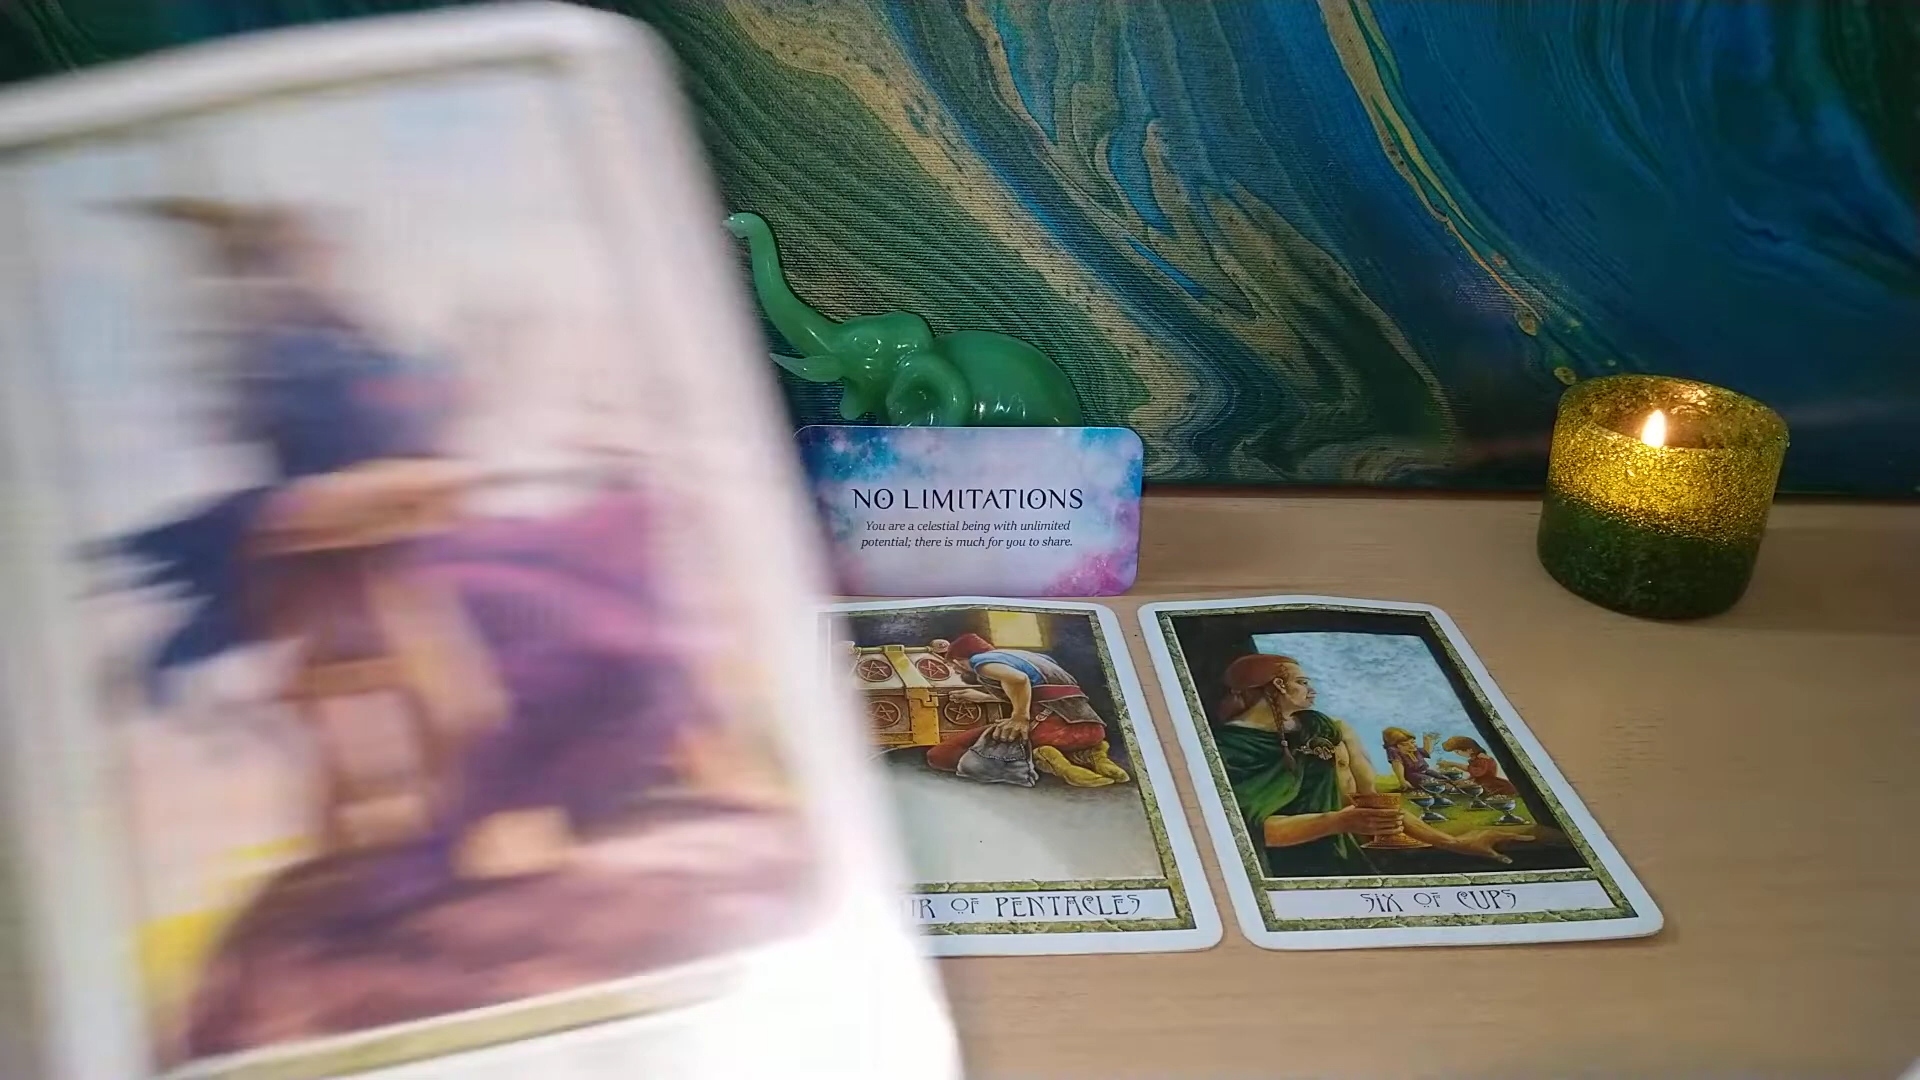 NO LIMITATIONS
You are a celestial being with unlimited
potential; there is much for you to share.
OF PENTACLES
SIX OF CUPS